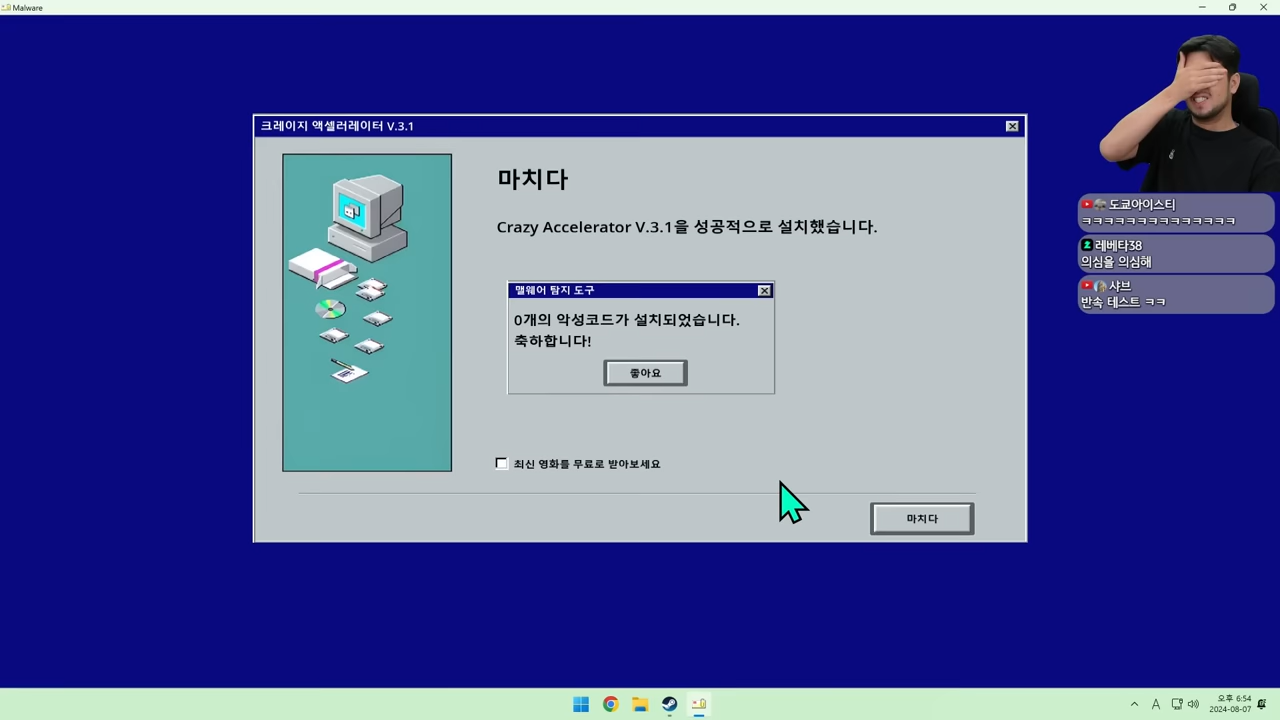 Malware
크레이지 액셀러레이터 V.3.1
마치다
Crazy Accelerator V.3.1을 성공적으로 설치했습니다.
맬웨어 탐지 도구
0개의 악성코드가 설치되었습니다.
축하합니다!
좋아요
최신 영화를 무료로 받아보세요
마치다
도쿄아이스티
ㅋㅋㅋㅋㅋㅋㅋㅋㅋㅋㅋㅋㅋㅋ
레베타38
의심을 의심해
샤브
반속 테스트 ㅋㅋ
A
오후 6:54
2024-08-07